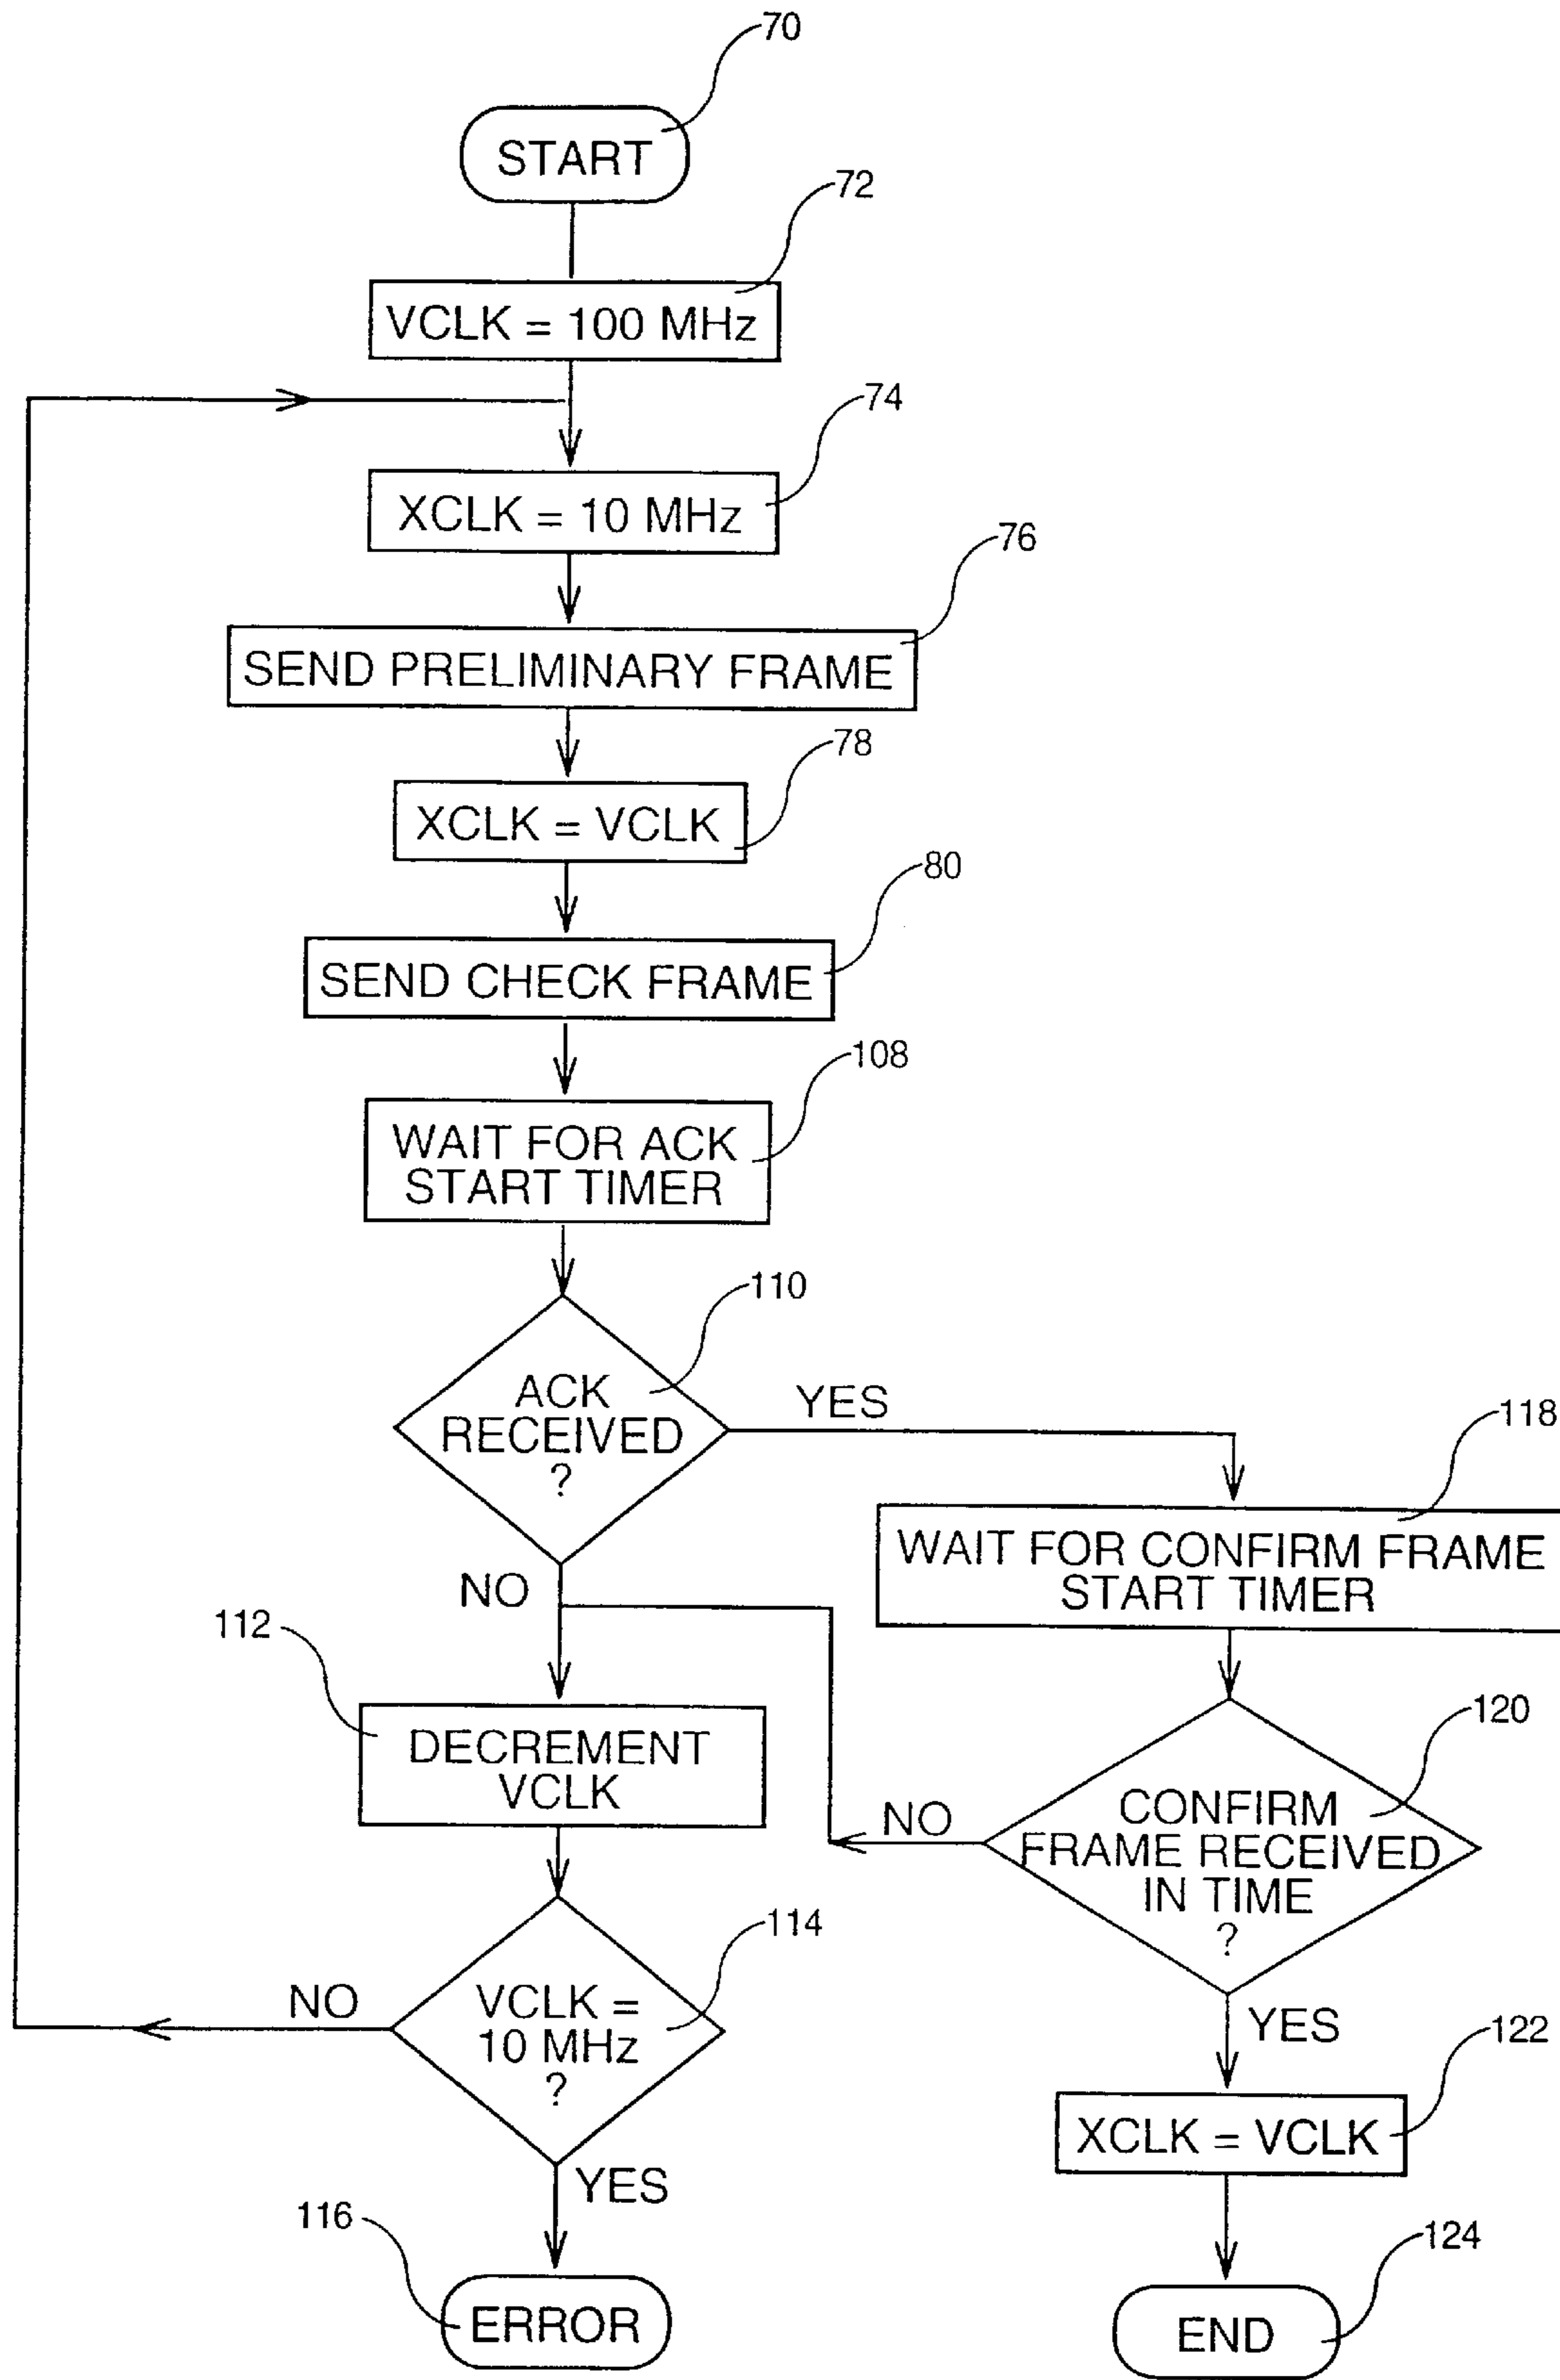 70
START
72
VCLK = 100 MHz
74
XCLK = 10 MHz
76
SEND PRELIMINARY FRAME
78
XCLK = VCLK
80
SEND CHECK FRAME
108
WAIT FOR ACK
START TIMER
110
ACK
RECEIVED
?
YES
118
WAIT FOR CONFIRM FRAME
START TIMER
NO
112
DECREMENT
VCLK
120
CONFIRM
FRAME RECEIVED
IN TIME
?
NO
114
VCLK =
10 MHz
?
NO
YES
122
XCLK = VCLK
YES
116
ERROR
124
END